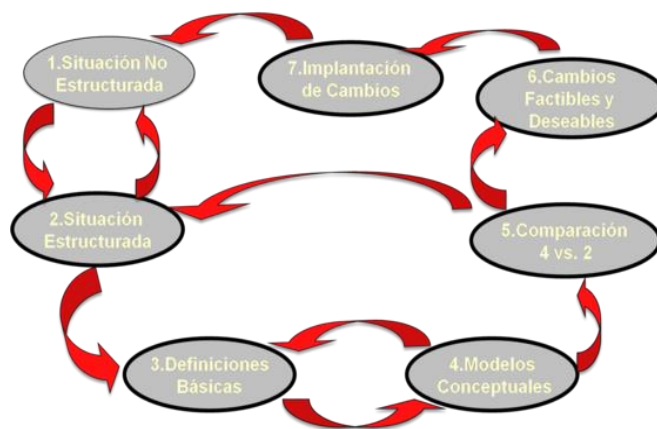 1.Situación No
Estructurada
7.Implantación
de Cambios
6.Cambios
Factibles y
Deseables
2.Situación
Estructurada
5.Comparación
4 vs. 2
3.Definiciones
Básicas
4.Modelos
Conceptuales